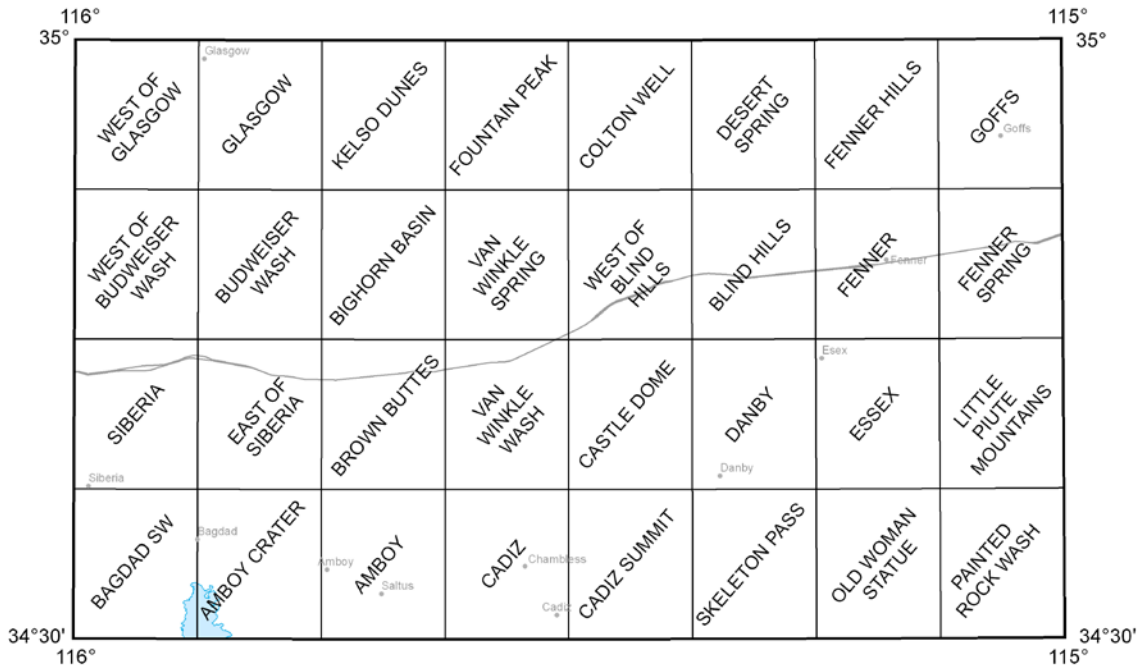 116°
115°
35°
35°
Glasgow
WEST OF
GLASGOW
GLASGOW
KELSO DUNES
FOUNTAIN PEAK
COLTON WELL
DESERT
SPRING
FENNER HILLS
GOFFS
Goffs
WEST OF
BUDWEISER
WASH
BUDWEISER
WASH
BIGHORN BASIN
VAN
WINKLE
SPRING
WEST OF
BLIND
HILLS
BLIND HILLS
FENNER
Fenner
FENNER
SPRING
SIBERIA
Siberia
EAST OF
SIBERIA
BROWN BUTTES
VAN
WINKLE
WASH
CASTLE DOME
DANBY
Danby
Esex
ESSEX
LITTLE
PIUTE
MOUNTAINS
BAGDAD SW
Bagdad
AMBOY CRATER
Amboy
AMBOY
Saltus
CADIZ
Chambless
Cadiz
CADIZ SUMMIT
SKELETON PASS
OLD WOMAN
STATUE
PAINTED
ROCK WASH
34°30'
34°30'
116°
115°